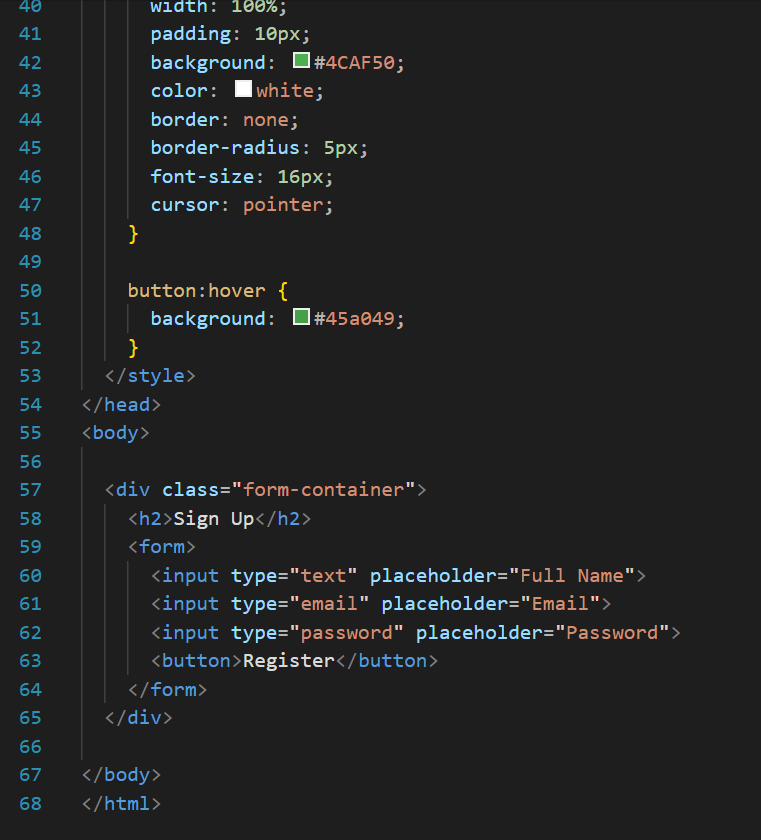 40 width: 100%;
41 padding: 10px;
42 background: #4CAF50;
43 color: white;
44 border: none;
45 border-radius: 5px;
46 font-size: 16px;
47 cursor: pointer;
48 }
49
50 button:hover {
51 background: #45a049;
52 }
53 </style>
54 </head>
55 <body>
56
57 <div class="form-container">
58 <h2>Sign Up</h2>
59 <form>
60 <input type="text" placeholder="Full Name">
61 <input type="email" placeholder="Email">
62 <input type="password" placeholder="Password">
63 <button>Register</button>
64 </form>
65 </div>
66
67 </body>
68 </html>